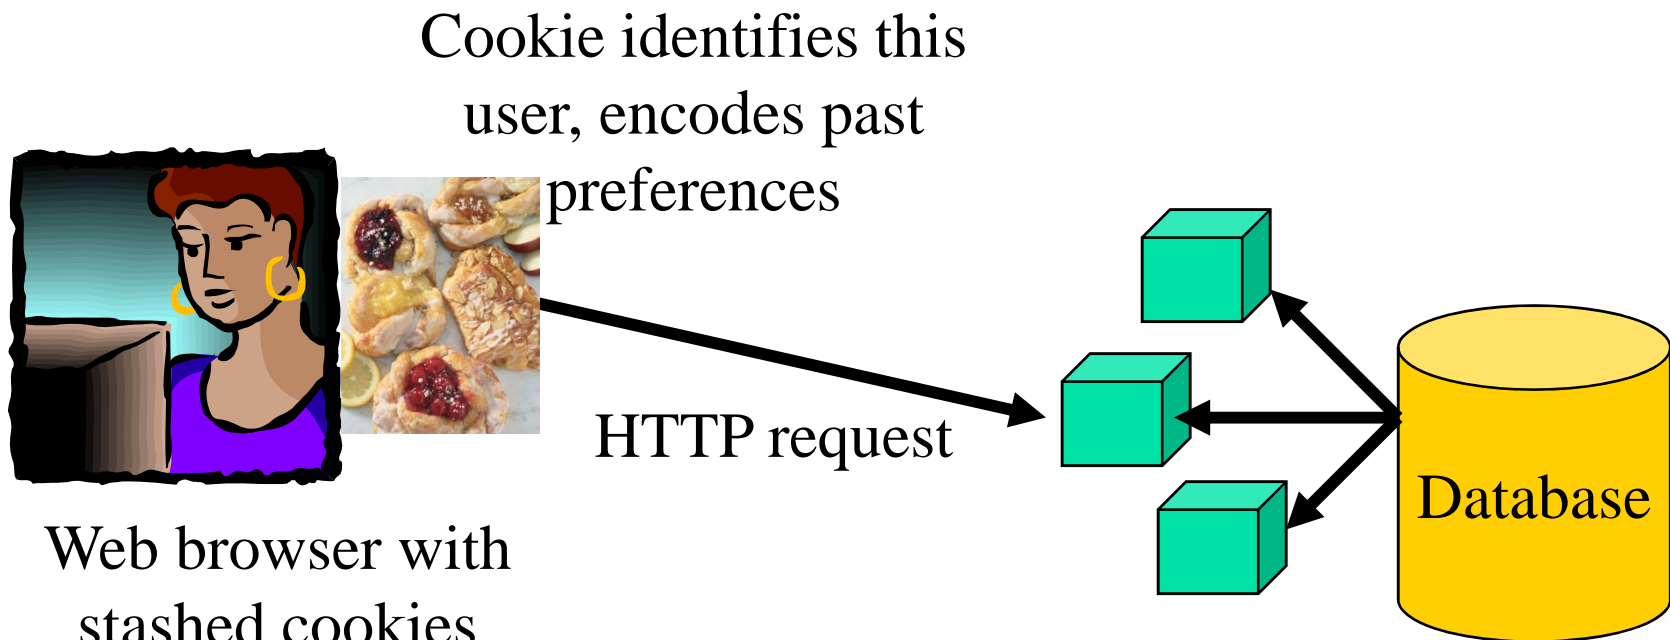 Cookie identifies this
user, encodes past
preferences
HTTP request
Database
Web browser with
stashed cookies